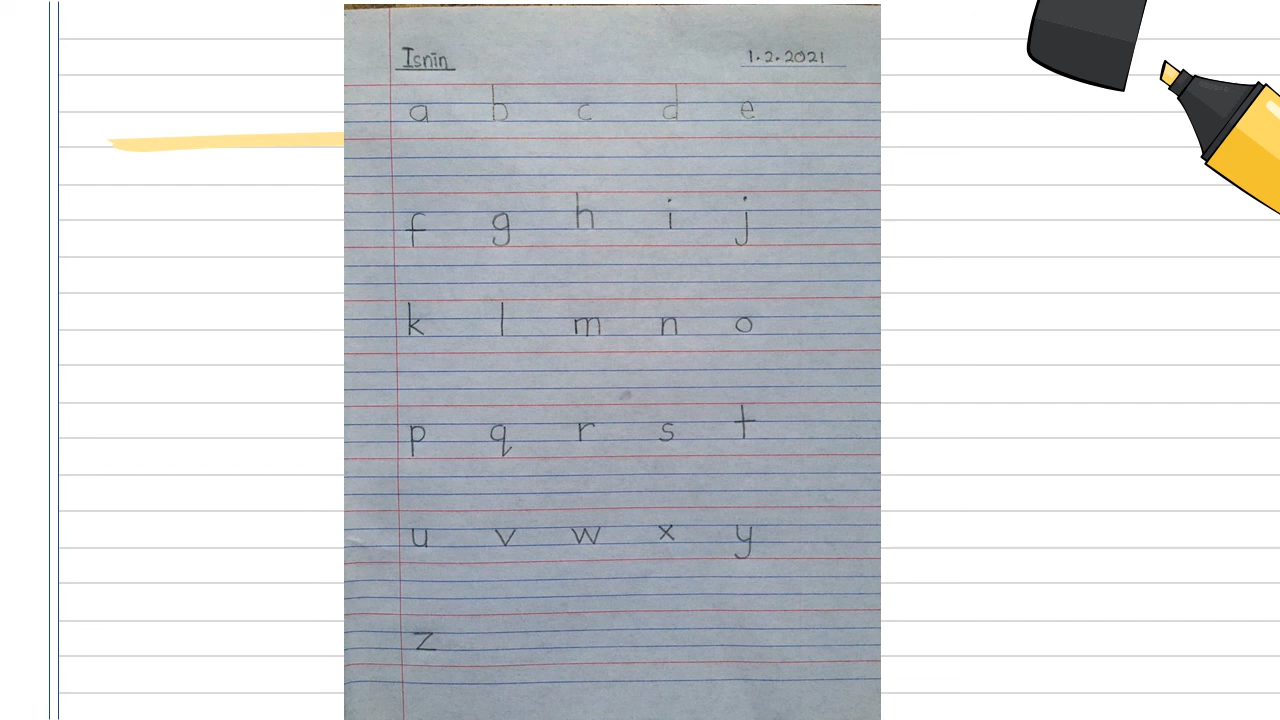 Isnin 1.2.2021
a b c d e
f g h i j
k l m n o
p q r s t
u v w x y
z